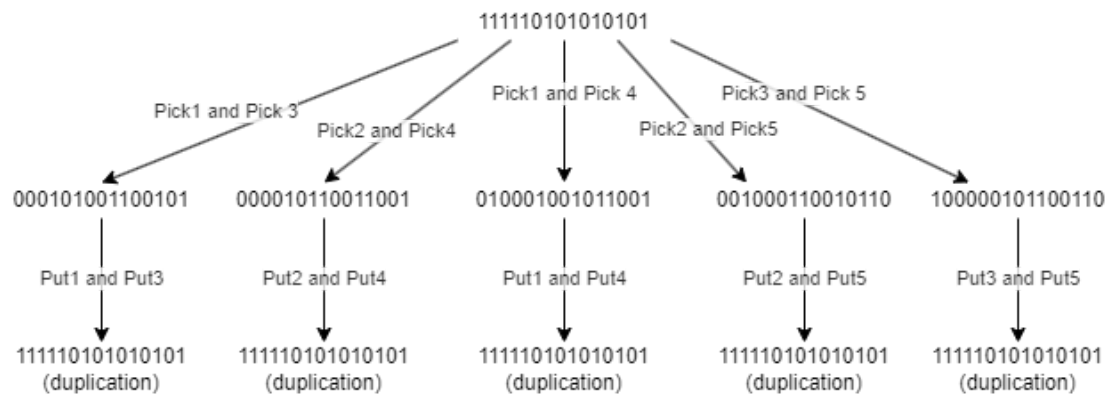 111110101010101
Pick1 and Pick 3
Pick2 and Pick4
Pick1 and Pick 4
Pick2 and Pick5
Pick3 and Pick 5
000101001100101
000010110011001
010001001011001
001000110010110
100000101100110
Put1 and Put3
Put2 and Put4
Put1 and Put4
Put2 and Put5
Put3 and Put5
111110101010101
(duplication)
111110101010101
(duplication)
111110101010101
(duplication)
111110101010101
(duplication)
111110101010101
(duplication)